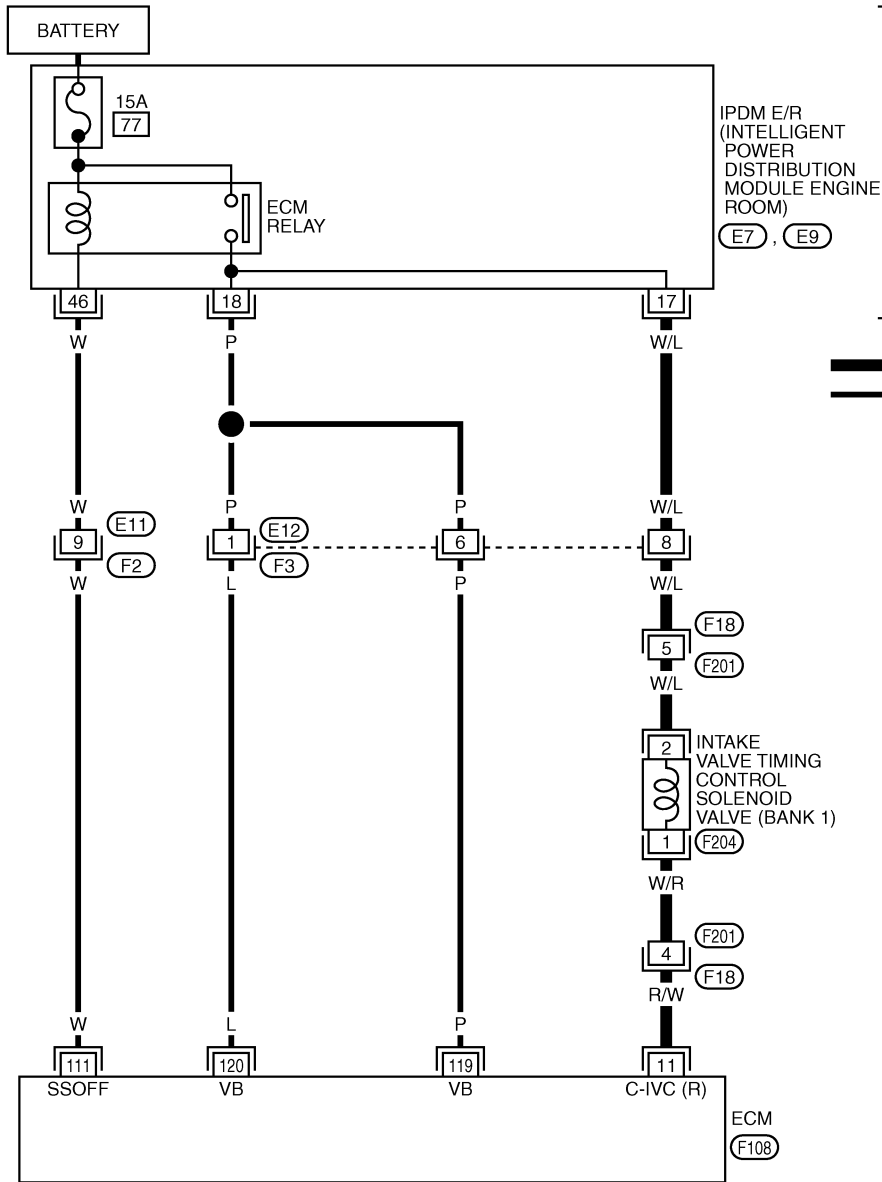 BATTERY
15A
77
IPDM E/R
(INTELLIGENT
POWER
DISTRIBUTION
MODULE ENGINE
ROOM)
E7 , E9
ECM
RELAY
46 18 17
W P W/L
W P P W/L
9 E11 F2 1 E12 F3 6 8
W L P W/L
F18
5
F201
W/L
2
INTAKE
VALVE TIMING
CONTROL
SOLENOID
VALVE (BANK 1)
1 F204
W/R
F201
4
F18
R/W
W L P
111 120 119 11
SSOFF VB VB C-IVC (R)
ECM
F108